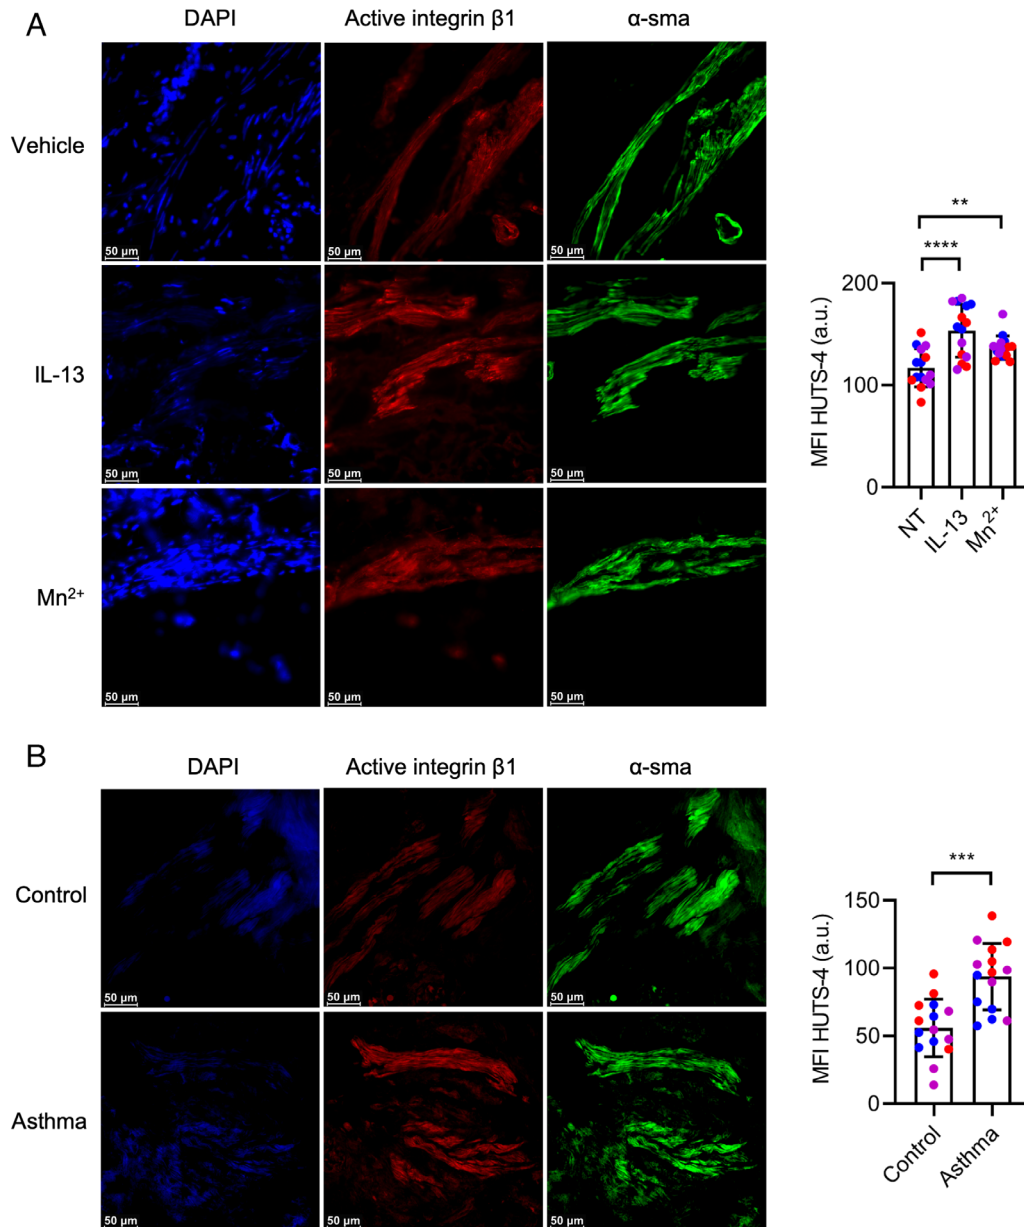 A
DAPI
Active integrin β1
α-sma
Vehicle
50 µm
50 µm
50 µm
IL-13
50 µm
50 µm
50 µm
Mn²⁺
50 µm
50 µm
50 µm
MFI HUTS-4 (a.u.)
200
100
0
**
****
NT
IL-13
Mn²⁺
B
DAPI
Active integrin β1
α-sma
Control
50 µm
50 µm
50 µm
Asthma
50 µm
50 µm
50 µm
MFI HUTS-4 (a.u.)
150
100
50
0
***
Control
Asthma